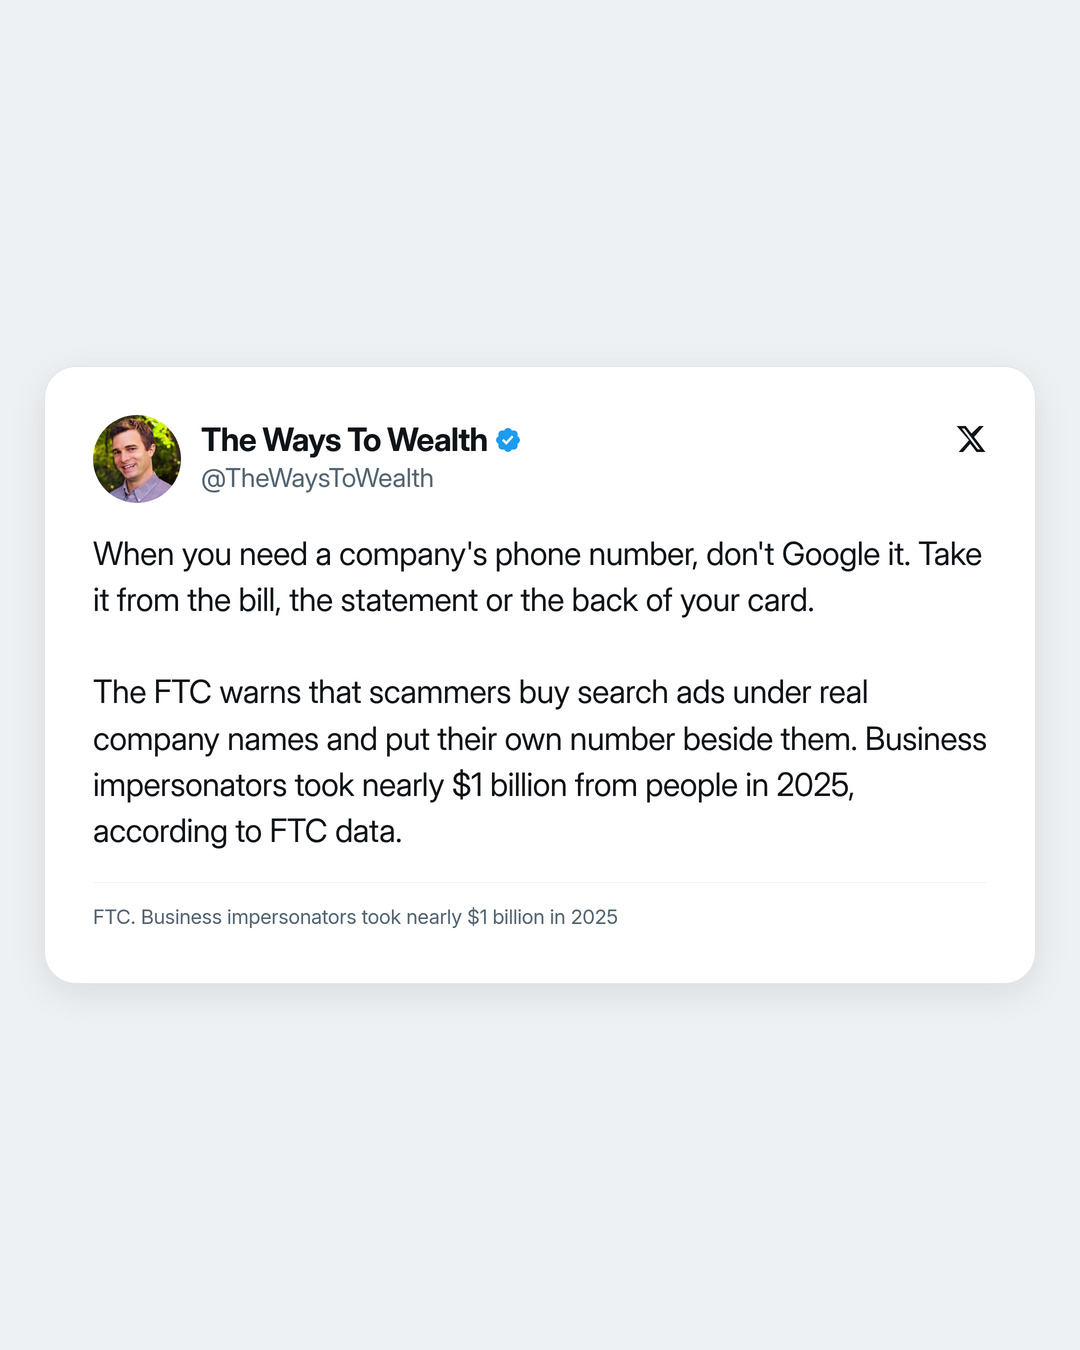 The Ways To Wealth
@TheWaysToWealth
When you need a company's phone number, don't Google it. Take
it from the bill, the statement or the back of your card.
The FTC warns that scammers buy search ads under real
company names and put their own number beside them. Business
impersonators took nearly $1 billion from people in 2025,
according to FTC data.
FTC. Business impersonators took nearly $1 billion in 2025